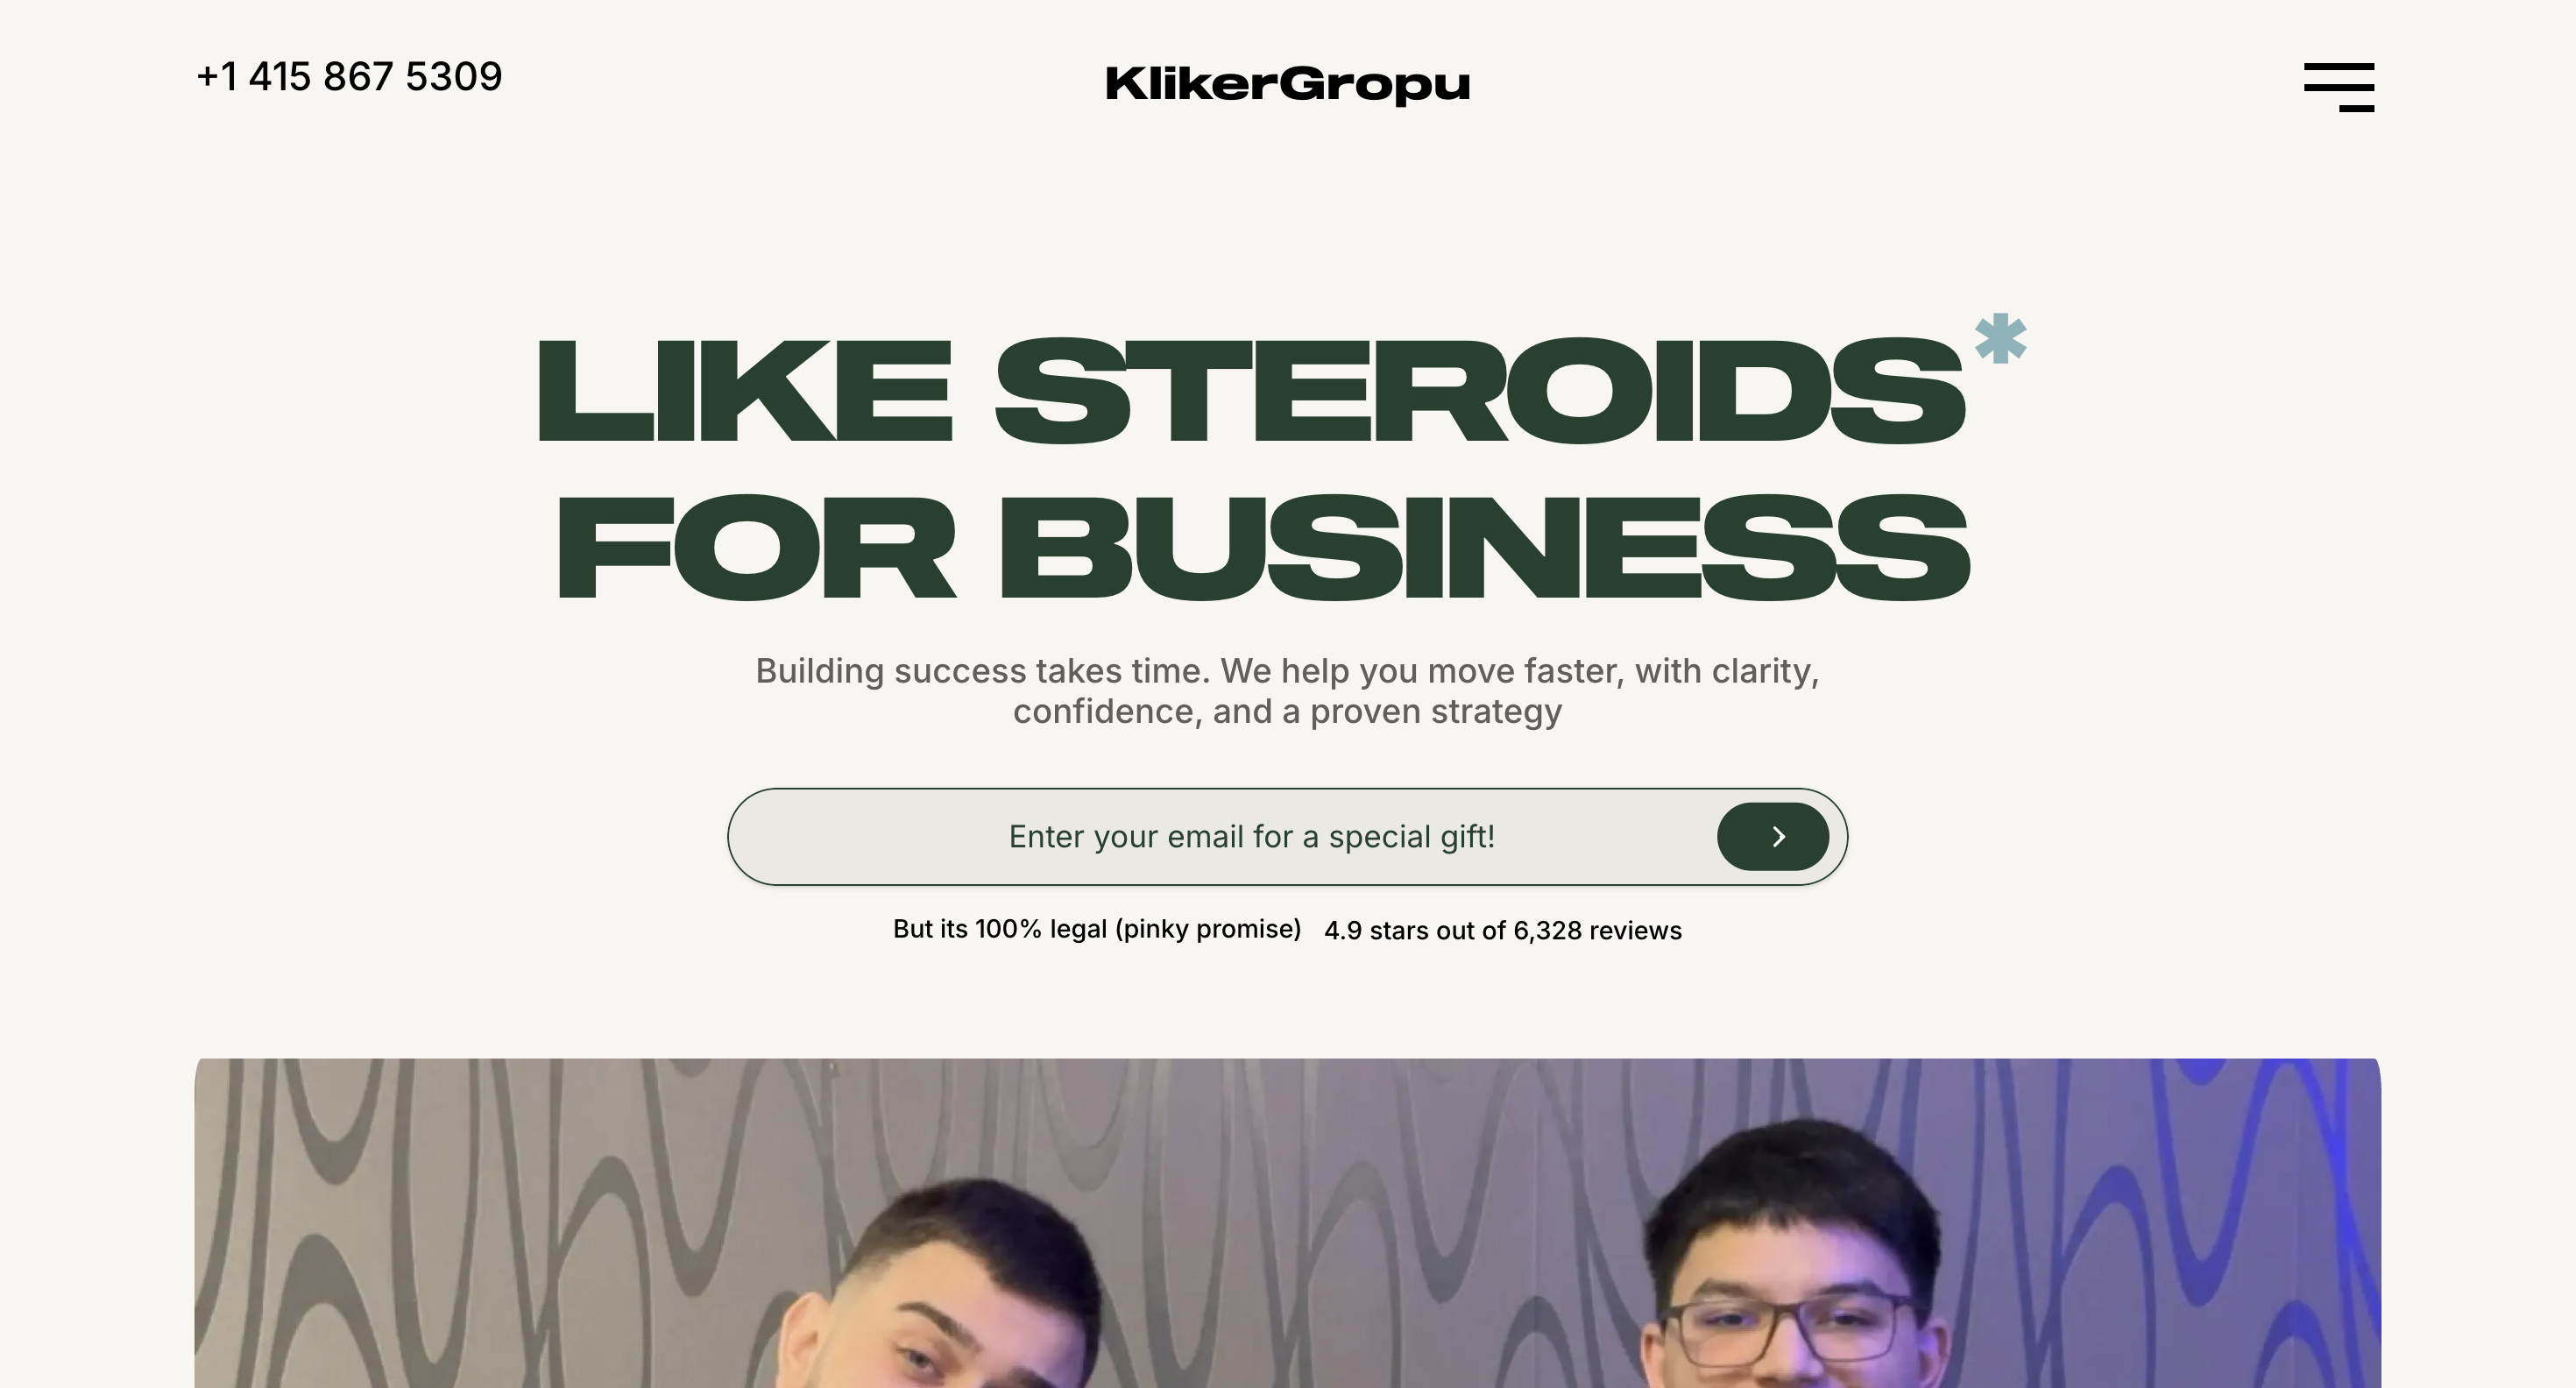 +1 415 867 5309
KlikerGropu
LIKE STEROIDS*
FOR BUSINESS
Building success takes time. We help you move faster, with clarity,
confidence, and a proven strategy
Enter your email for a special gift!
But its 100% legal (pinky promise) 4.9 stars out of 6,328 reviews